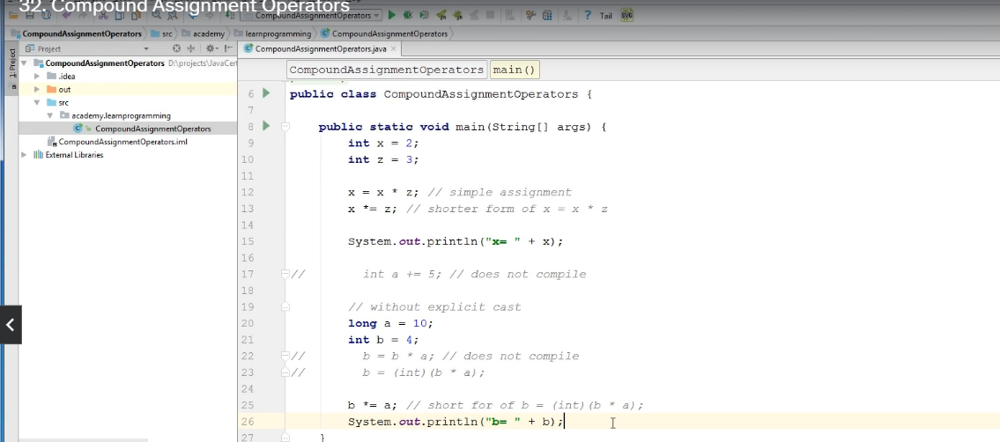 32. Compound Assignment Operators
CompoundAssignmentOperators
? Tail SVG
CompoundAssignmentOperators src academy learnprogramming CompoundAssignmentOperators
Project
CompoundAssignmentOperators.java
1: Project
CompoundAssignmentOperators D:\projects\JavaCert
.idea
out
src
academy.learnprogramming
CompoundAssignmentOperators
CompoundAssignmentOperators.iml
External Libraries
CompoundAssignmentOperators main()
6 public class CompoundAssignmentOperators {
7
8 public static void main(String[] args) {
9 int x = 2;
10 int z = 3;
11
12 x = x * z; // simple assignment
13 x *= z; // shorter form of x = x * z
14
15 System.out.println("x= " + x);
16
17 // int a += 5; // does not compile
18
19 // without explicit cast
20 long a = 10;
21 int b = 4;
22 // b = b * a; // does not compile
23 // b = (int)(b * a);
24
25 b *= a; // short for of b = (int)(b * a);
26 System.out.println("b= " + b);
27 }